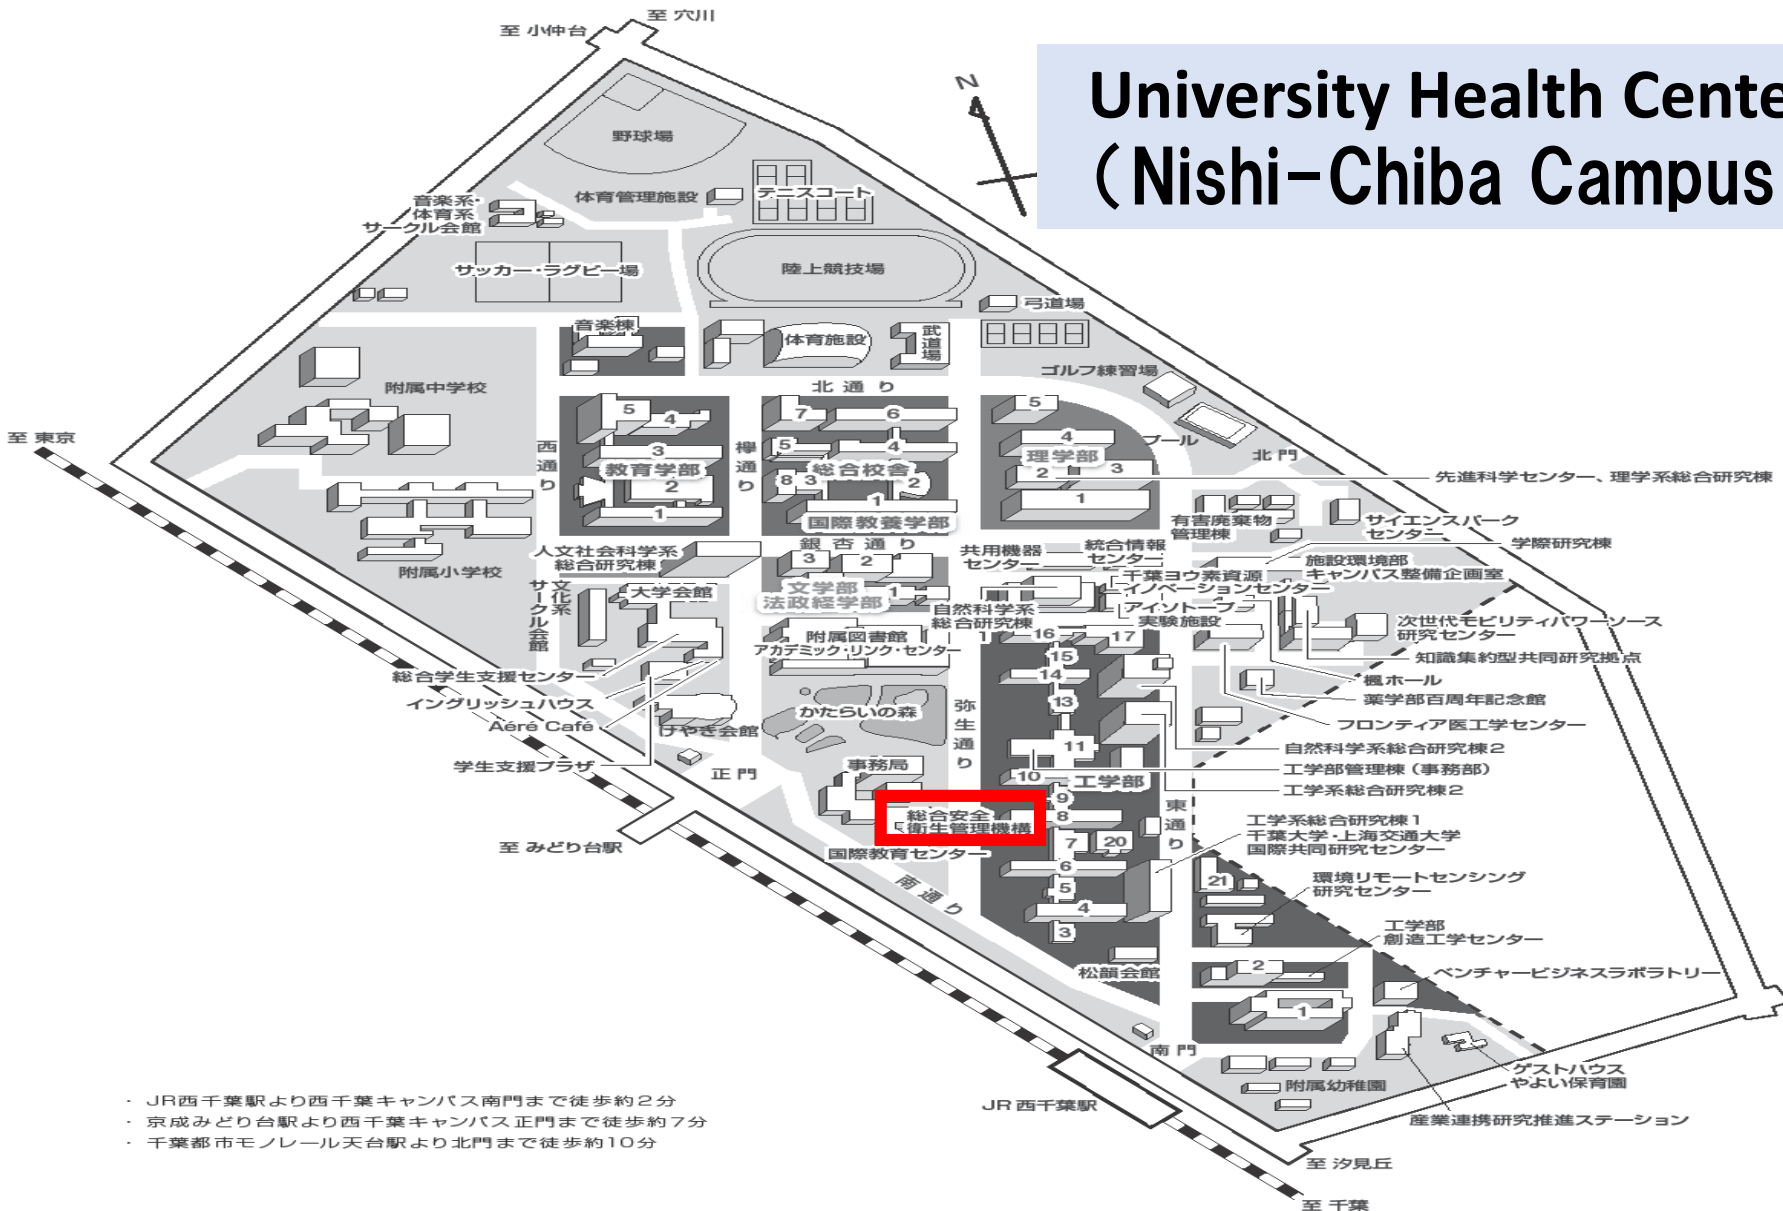 至 穴川
至 小仲台
N
University Health Cente
（Nishi−Chiba Campus
野球場
体育管理施設
テニスコート
音楽系・
体育系
サークル会館
サッカー・ラグビー場
陸上競技場
弓道場
音楽棟
体育施設
武道場
ゴルフ練習場
附属中学校
北通り
至 東京
西通り
欅通り
5
4
3
教育学部
2
1
7
6
5
4
総合校舎
8
3
2
1
国際教養学部
5
4
理学部
2
3
1
プール
北門
先進科学センター、理学系総合研究棟
有害廃棄物
管理棟
サイエンスパーク
センター
学際研究棟
銀杏通り
人文社会科学系
総合研究棟
附属小学校
共用機器
センター
統合情報
センター
施設環境部
キャンパス整備企画室
千葉ヨウ素資源
イノベーションセンター
アイソトープ
実験施設
3
2
文学部
1
法政経学部
大学会館
文化系
サークル会館
自然科学系
総合研究棟
次世代モビリティパワーソース
研究センター
附属図書館
アカデミック・リンク・センター
16
17
15
14
13
11
10
工学部
9
8
7
20
6
5
4
3
知識集約型共同研究拠点
楓ホール
薬学部百周年記念館
フロンティア医工学センター
自然科学系総合研究棟2
工学部管理棟（事務部）
工学系総合研究棟2
総合学生支援センター
イングリッシュハウス
Aéré Café
学生支援プラザ
けやき会館
かたらいの森
弥生通り
正門
事務局
総合安全
衛生管理機構
国際教育センター
東通り
工学系総合研究棟1
千葉大学・上海交通大学
国際共同研究センター
至 みどり台駅
南通り
21
環境リモートセンシング
研究センター
工学部
創造工学センター
2
ベンチャービジネスラボラトリー
松韻会館
1
南門
附属幼稚園
ゲストハウス
やよい保育園
産業連携研究推進ステーション
JR 西千葉駅
・ JR西千葉駅より西千葉キャンパス南門まで徒歩約2分
・ 京成みどり台駅より西千葉キャンパス正門まで徒歩約7分
・ 千葉都市モノレール天台駅より北門まで徒歩約10分
至 汐見丘
至 千葉